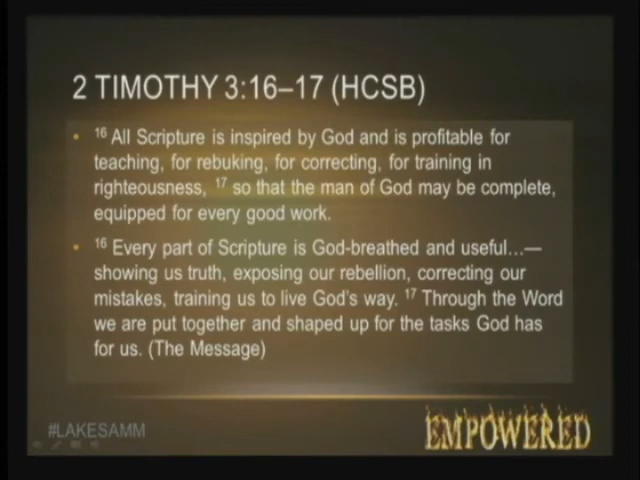 2 TIMOTHY 3:16–17 (HCSB)
• 16 All Scripture is inspired by God and is profitable for
teaching, for rebuking, for correcting, for training in
righteousness, 17 so that the man of God may be complete,
equipped for every good work.
• 16 Every part of Scripture is God-breathed and useful…—
showing us truth, exposing our rebellion, correcting our
mistakes, training us to live God's way. 17 Through the Word
we are put together and shaped up for the tasks God has
for us. (The Message)
#LAKESAMM
EMPOWERED